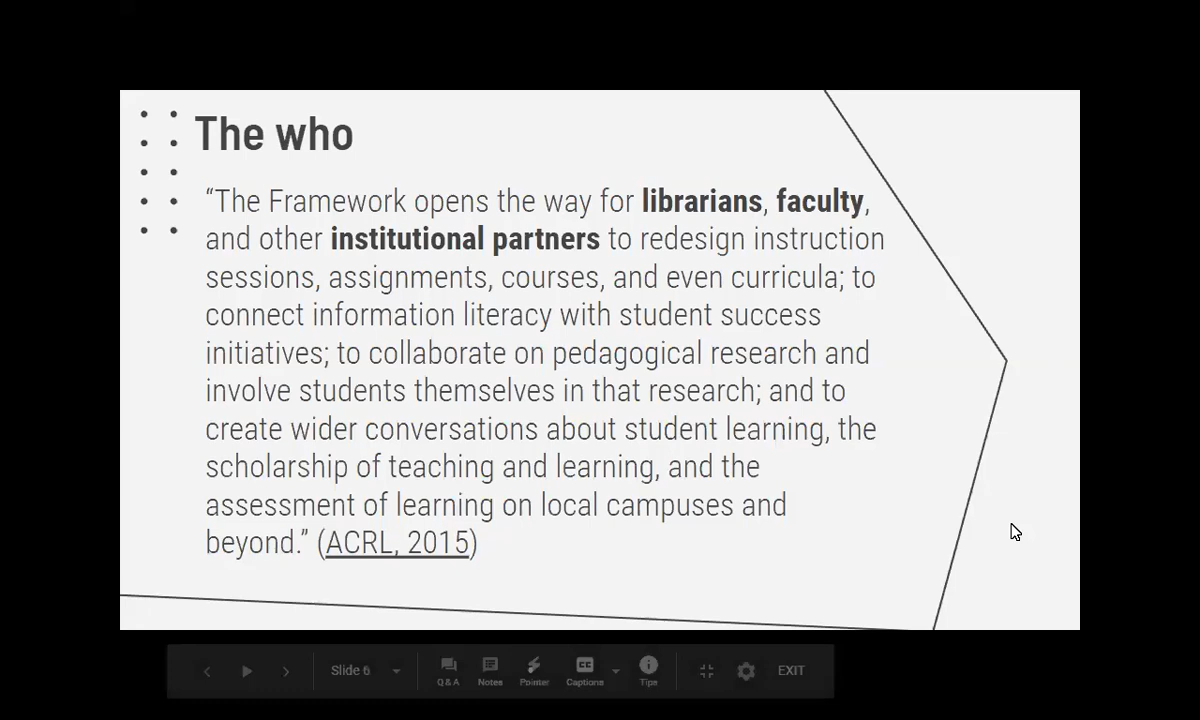 The who
“The Framework opens the way for librarians, faculty,
and other institutional partners to redesign instruction
sessions, assignments, courses, and even curricula; to
connect information literacy with student success
initiatives; to collaborate on pedagogical research and
involve students themselves in that research; and to
create wider conversations about student learning, the
scholarship of teaching and learning, and the
assessment of learning on local campuses and
beyond.” (ACRL, 2015)
Slide 6
Q & A Notes Pointer Captions Tips EXIT
CC